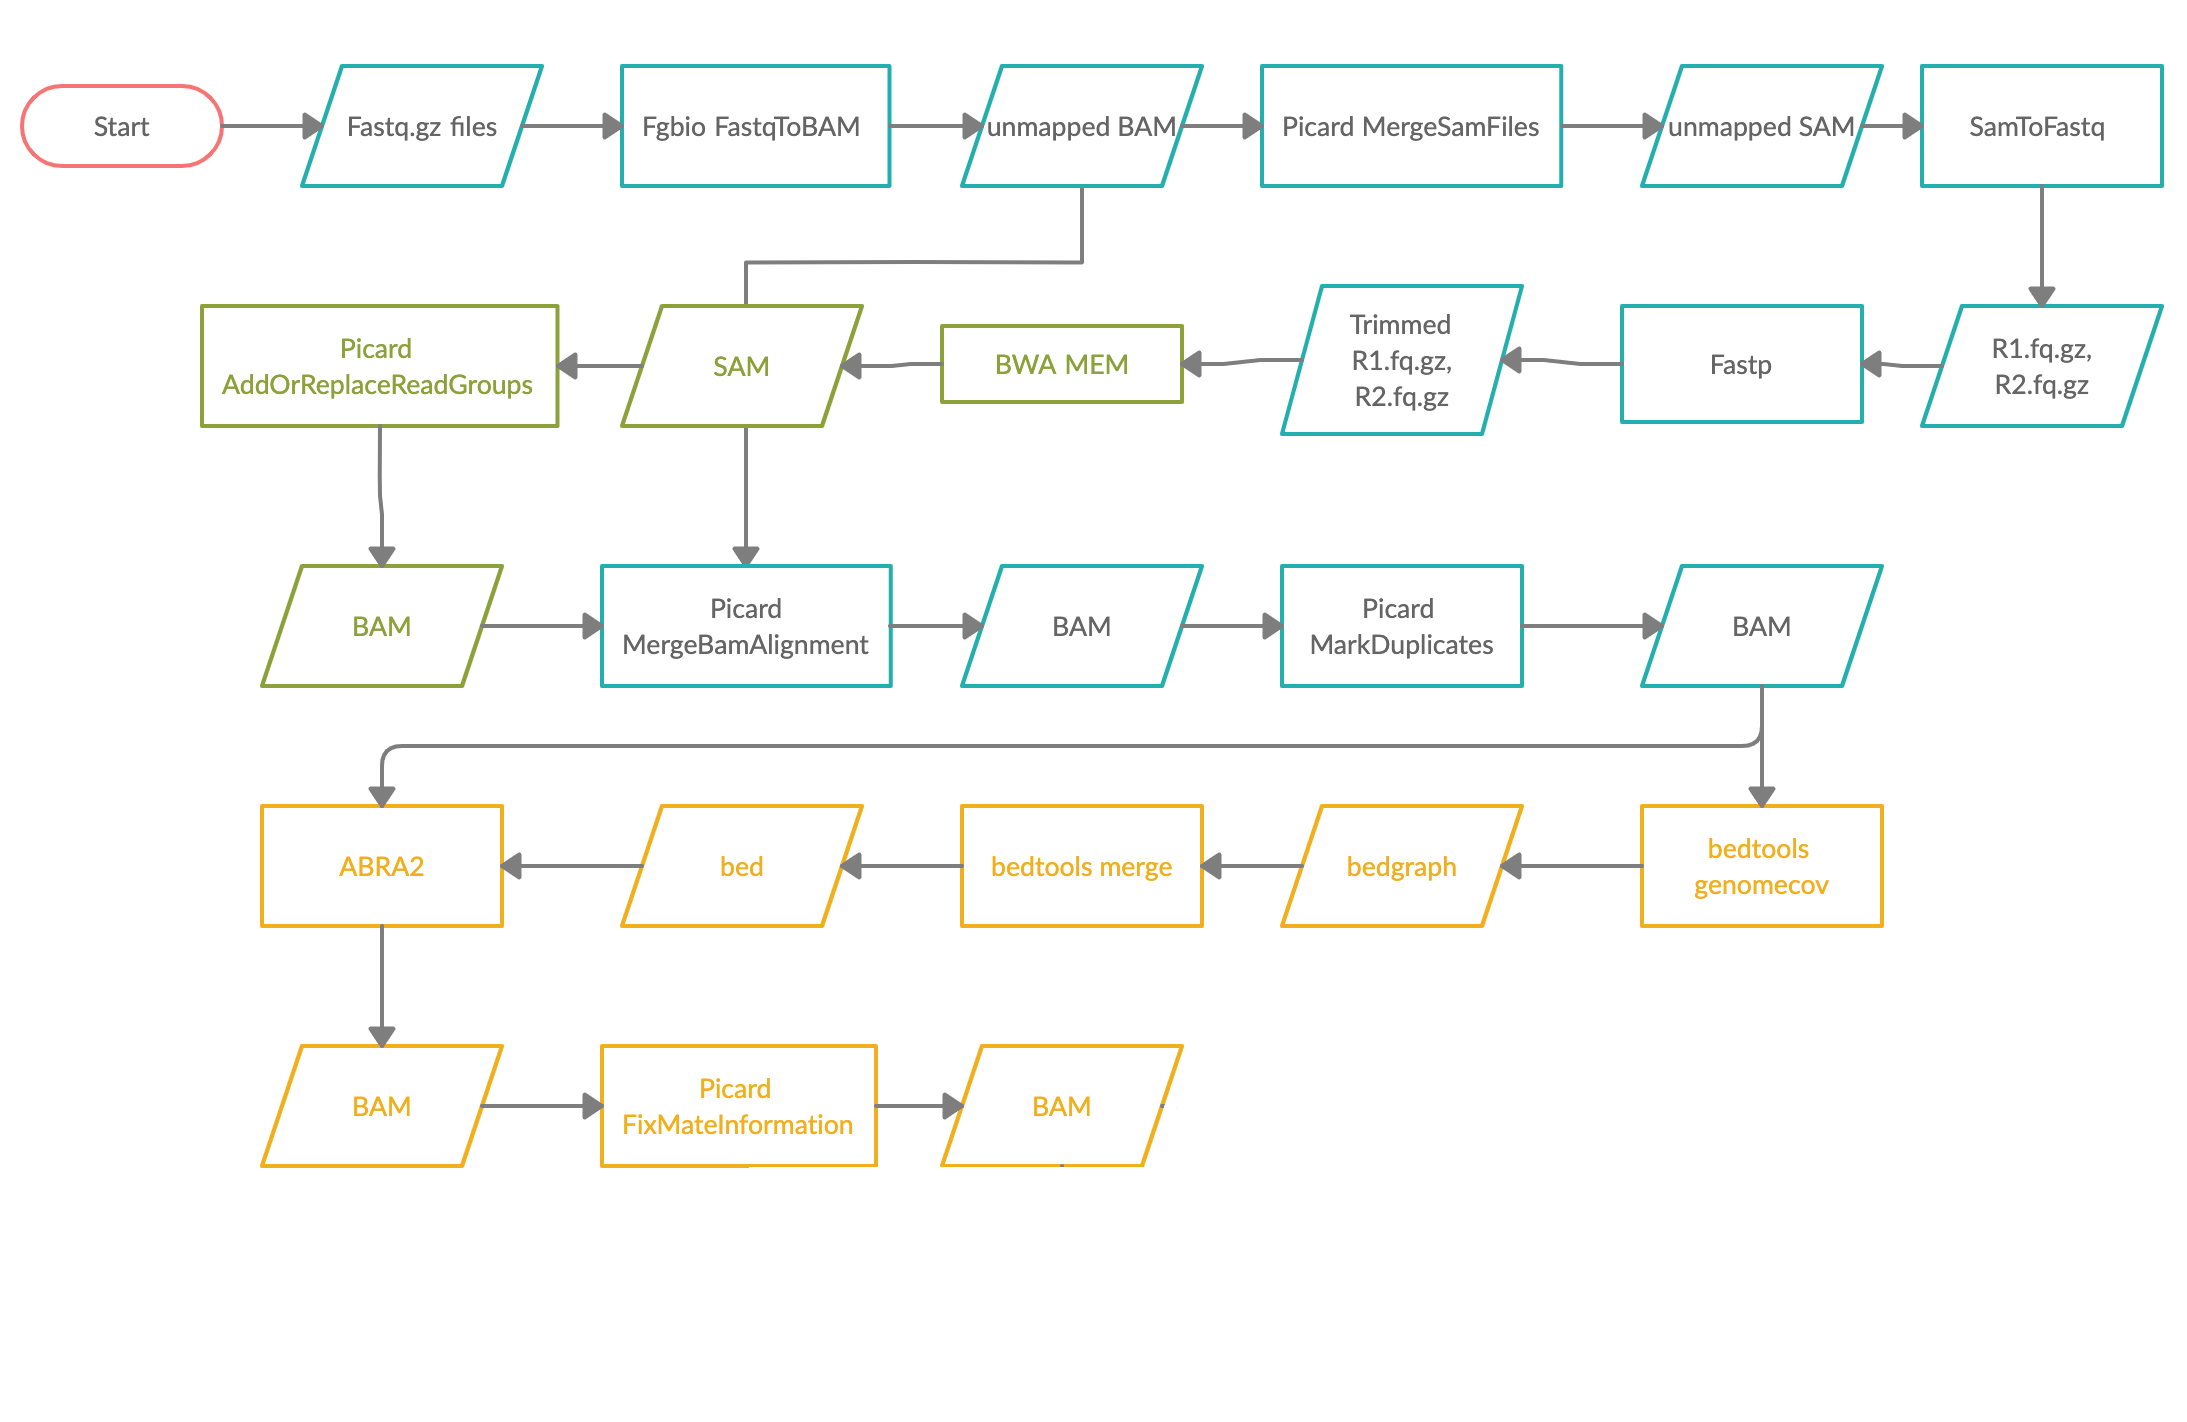 Start
Fastq.gz files
Fgbio FastqToBAM
unmapped BAM
Picard MergeSamFiles
unmapped SAM
SamToFastq
Picard
AddOrReplaceReadGroups
SAM
BWA MEM
Trimmed
R1.fq.gz,
R2.fq.gz
Fastp
R1.fq.gz,
R2.fq.gz
BAM
Picard
MergeBamAlignment
BAM
Picard
MarkDuplicates
BAM
ABRA2
bed
bedtools merge
bedgraph
bedtools
genomecov
BAM
Picard
FixMateInformation
BAM